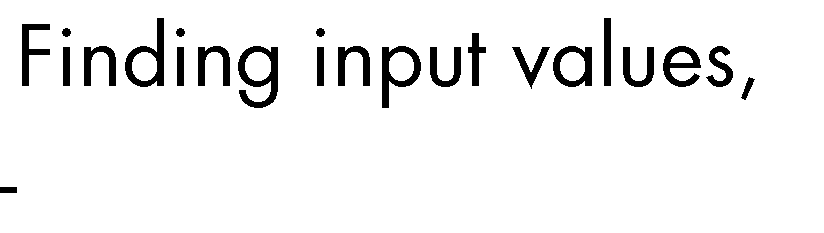 Finding input values,
-